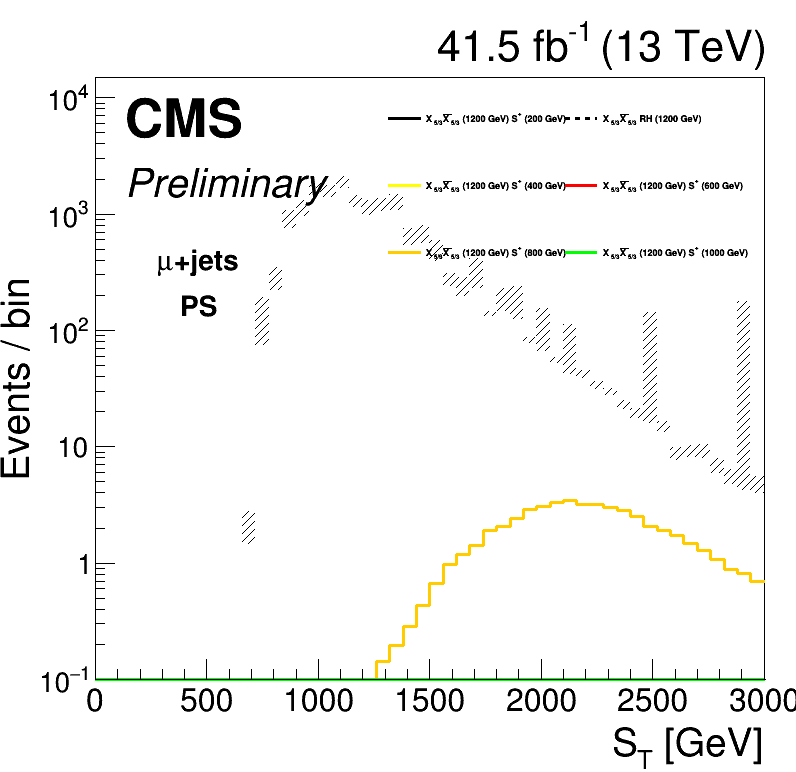 41.5 fb⁻¹ (13 TeV)
CMS
Preliminary
μ+jets
PS
X₅/₃X̅₅/₃ (1200 GeV) S⁺ (200 GeV)
X₅/₃X̅₅/₃ RH (1200 GeV)
X₅/₃X̅₅/₃ (1200 GeV) S⁺ (400 GeV)
X₅/₃X̅₅/₃ (1200 GeV) S⁺ (600 GeV)
X₅/₃X̅₅/₃ (1200 GeV) S⁺ (800 GeV)
X₅/₃X̅₅/₃ (1200 GeV) S⁺ (1000 GeV)
Events / bin
10⁴
10³
10²
10
1
10⁻¹
0 500 1000 1500 2000 2500 3000
S_T [GeV]